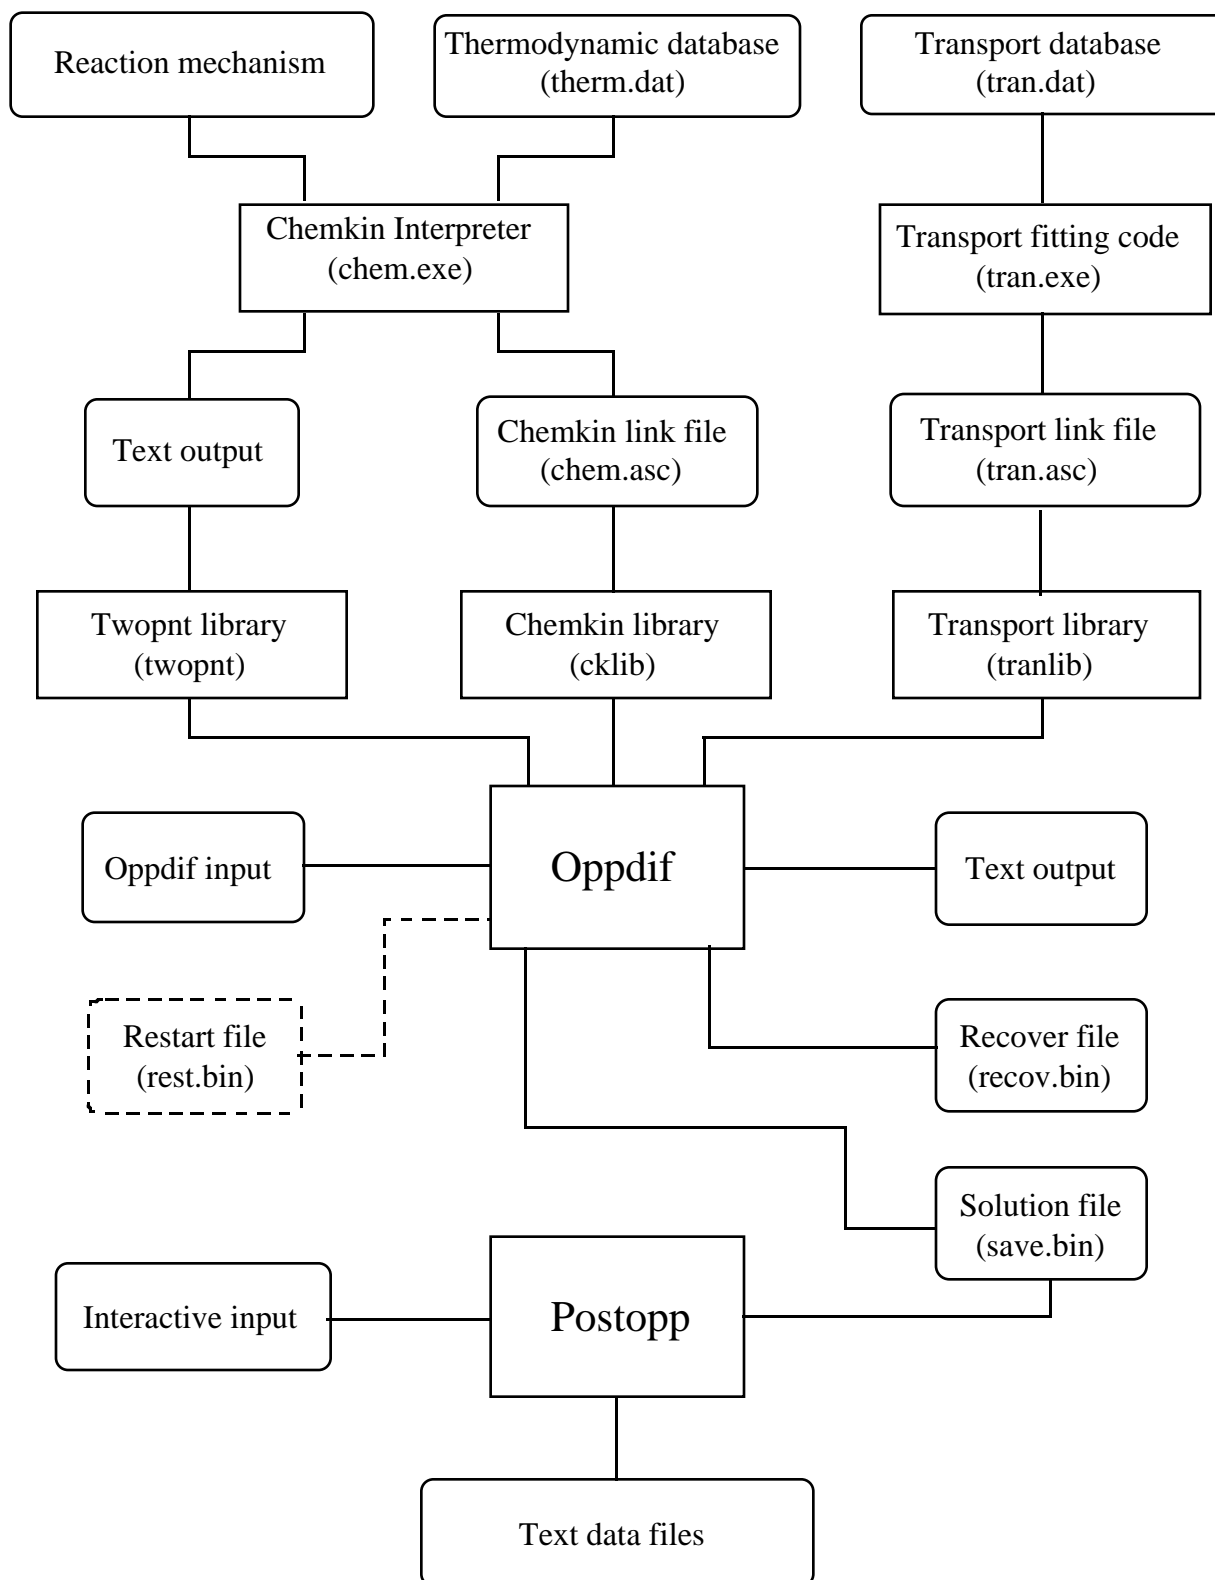 Reaction mechanism
Thermodynamic database
(therm.dat)
Transport database
(tran.dat)
Chemkin Interpreter
(chem.exe)
Transport fitting code
(tran.exe)
Text output
Chemkin link file
(chem.asc)
Transport link file
(tran.asc)
Twopnt library
(twopnt)
Chemkin library
(cklib)
Transport library
(tranlib)
Oppdif input
Oppdif
Text output
Restart file
(rest.bin)
Recover file
(recov.bin)
Solution file
(save.bin)
Interactive input
Postopp
Text data files